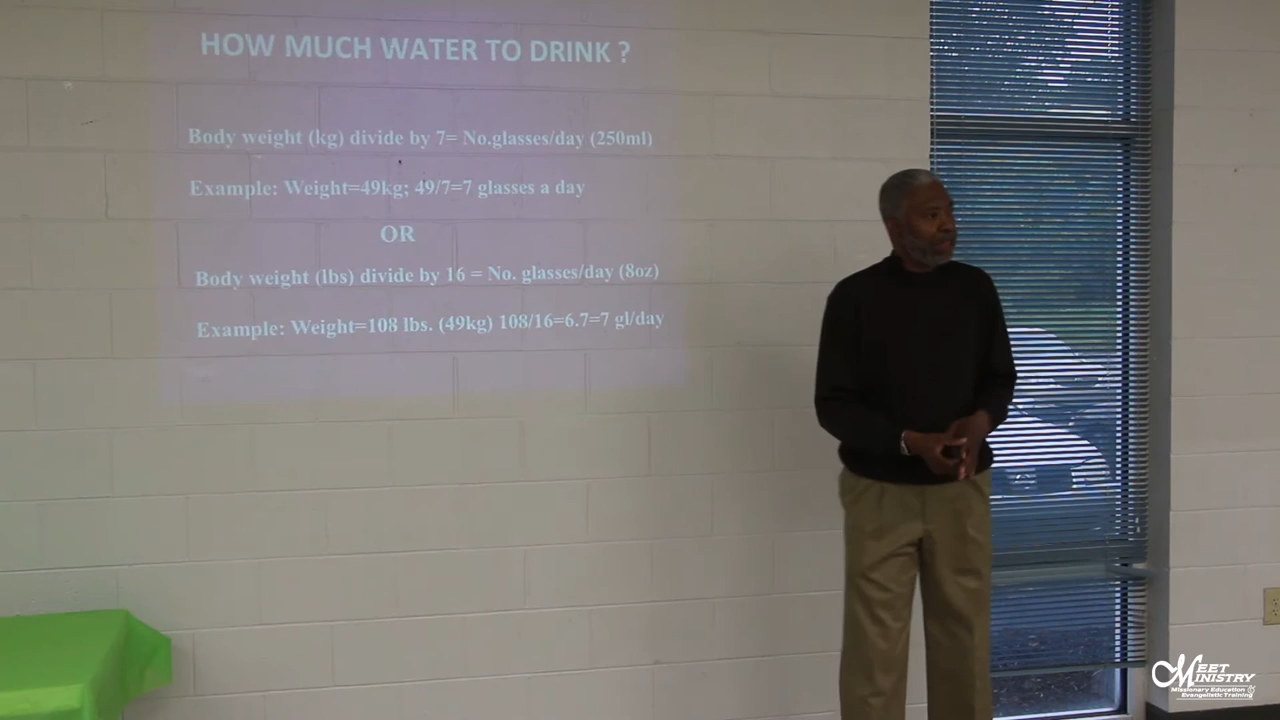 HOW MUCH WATER TO DRINK ?
Body weight (kg) divide by 7= No.glasses/day (250ml)
Example: Weight=49kg; 49/7=7 glasses a day
OR
Body weight (lbs) divide by 16 = No. glasses/day (8oz)
Example: Weight=108 lbs. (49kg) 108/16=6.7=7 gl/day
MEET
MINISTRY
Missionary Education &
Evangelistic Training